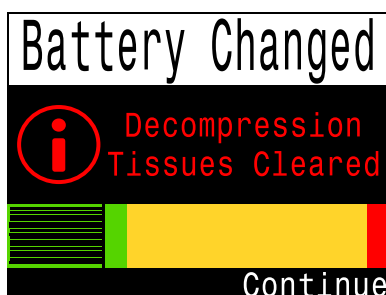 Battery Changed
Decompression
Tissues Cleared
Continue